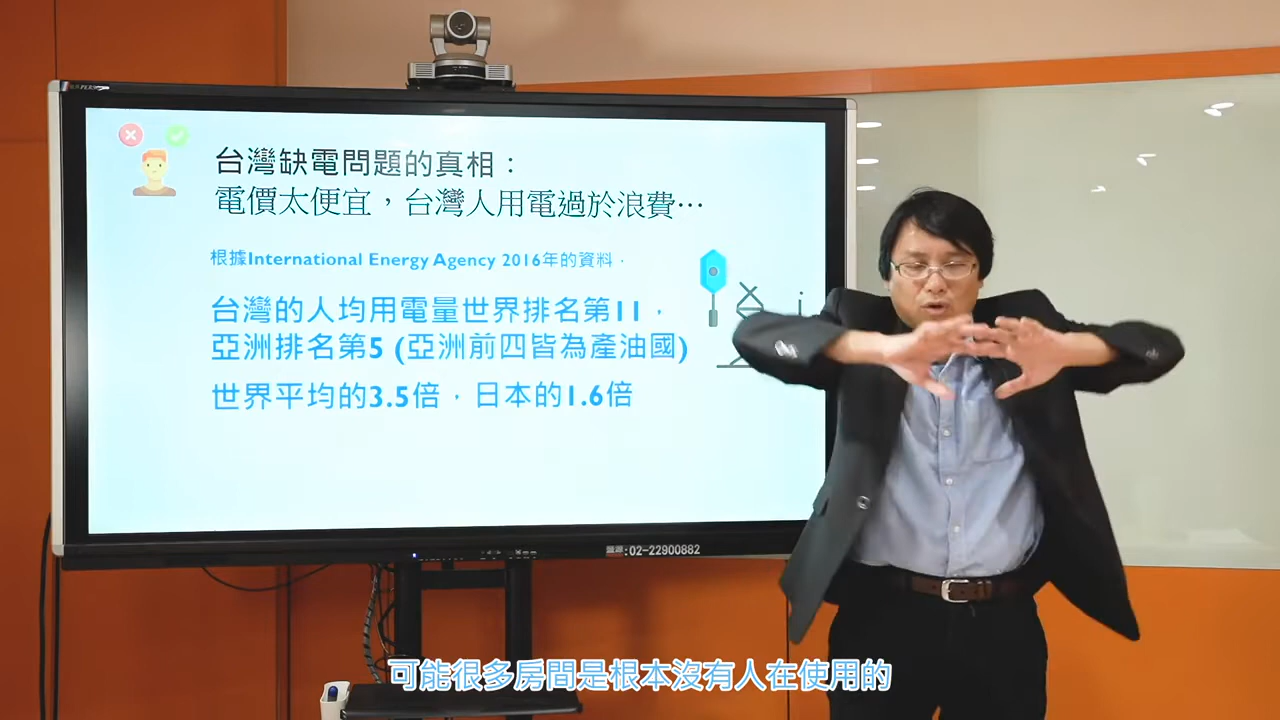 台灣缺電問題的真相：
電價太便宜，台灣人用電過於浪費…
根據International Energy Agency 2016年的資料，
台灣的人均用電量世界排名第11，
亞洲排名第5 (亞洲前四皆為產油國)
世界平均的3.5倍，日本的1.6倍
:02-22900882
可能很多房間是根本沒有人在使用的